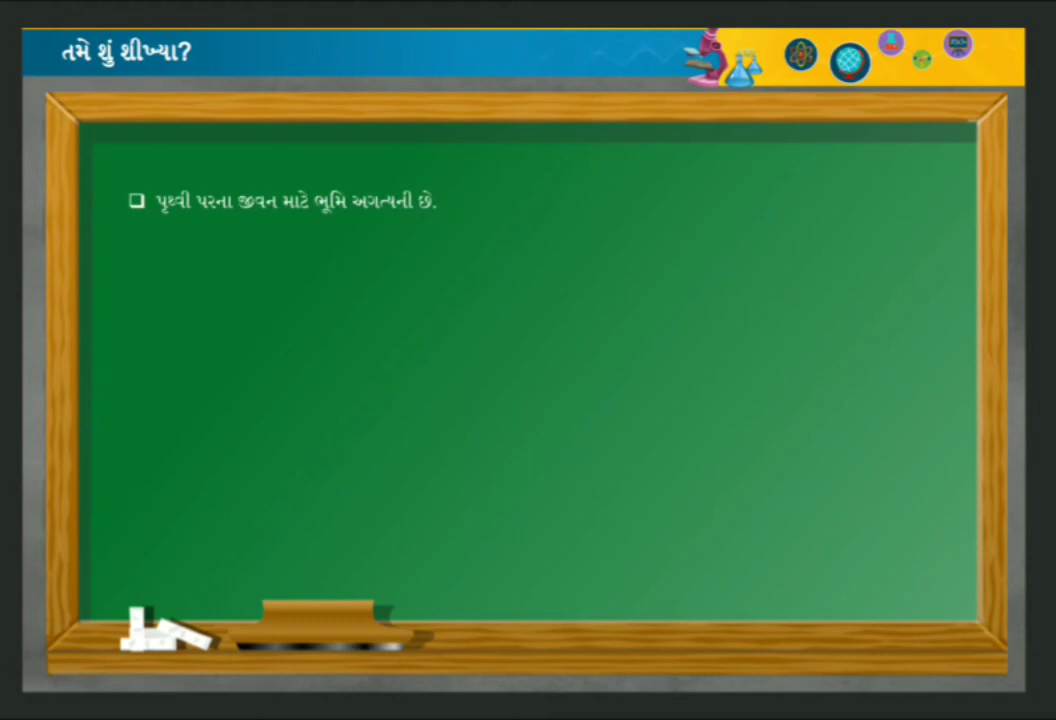 તમે શું શીખ્યા?
❑ પૃથ્વી પરના જીવન માટે ભૂમિ અગત્યની છે.